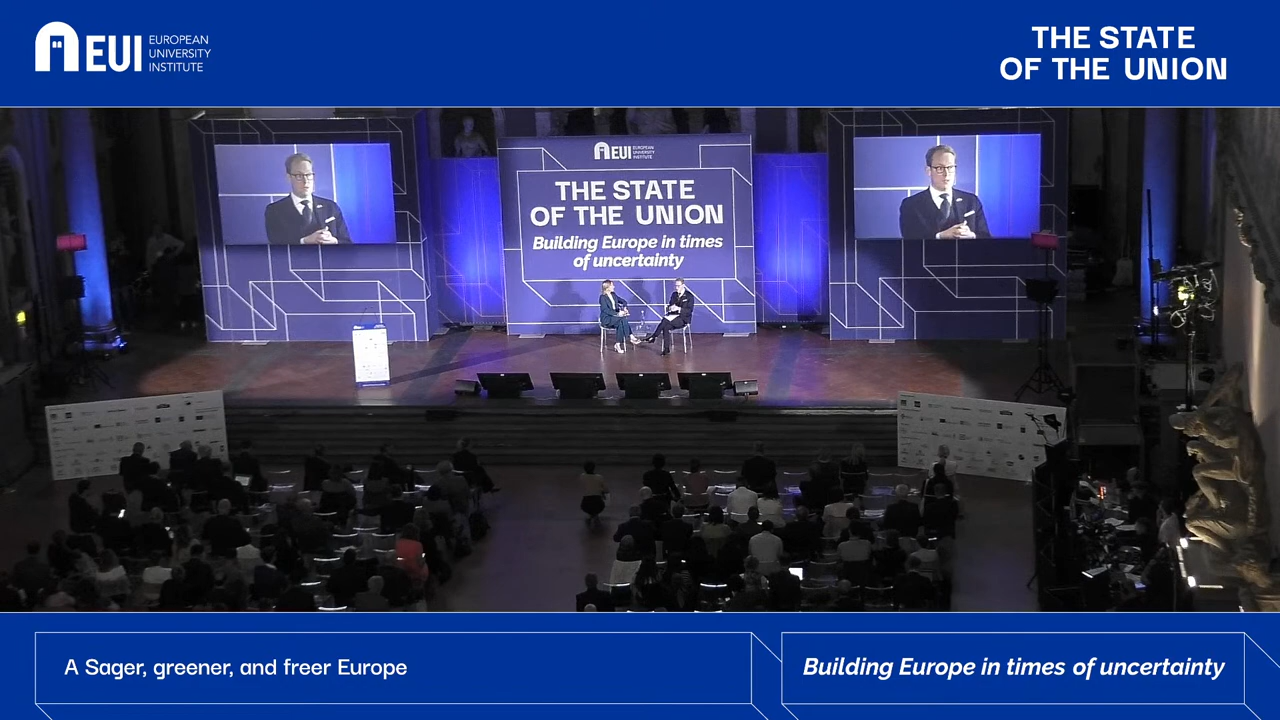 EUI
EUROPEAN
UNIVERSITY
INSTITUTE
THE STATE
OF THE UNION
EUI
EUROPEAN
UNIVERSITY
INSTITUTE
THE STATE
OF THE UNION
Building Europe in times
of uncertainty
A Sager, greener, and freer Europe
Building Europe in times of uncertainty